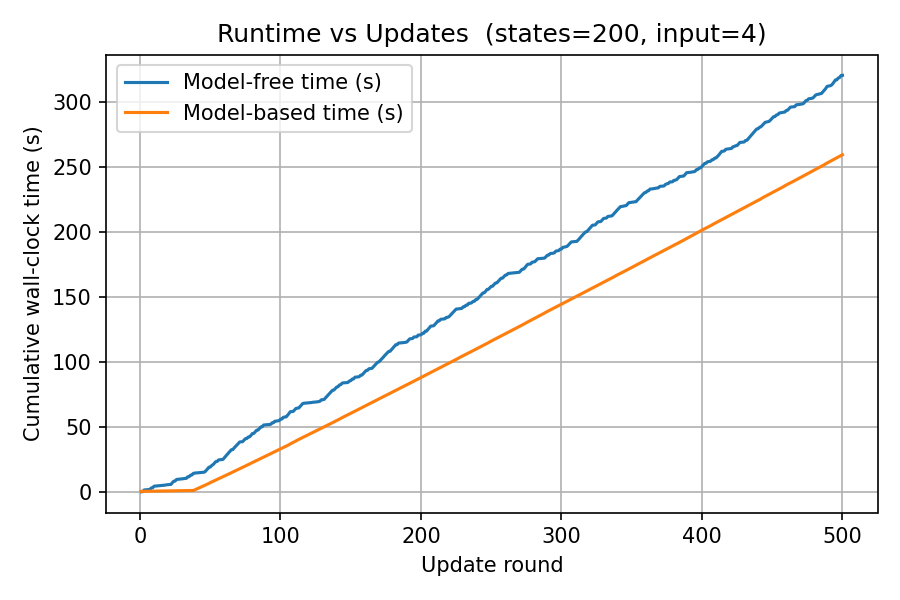 Runtime vs Updates (states=200, input=4)
Model-free time (s)
Model-based time (s)
Cumulative wall-clock time (s)
300
250
200
150
100
50
0
0 100 200 300 400 500
Update round